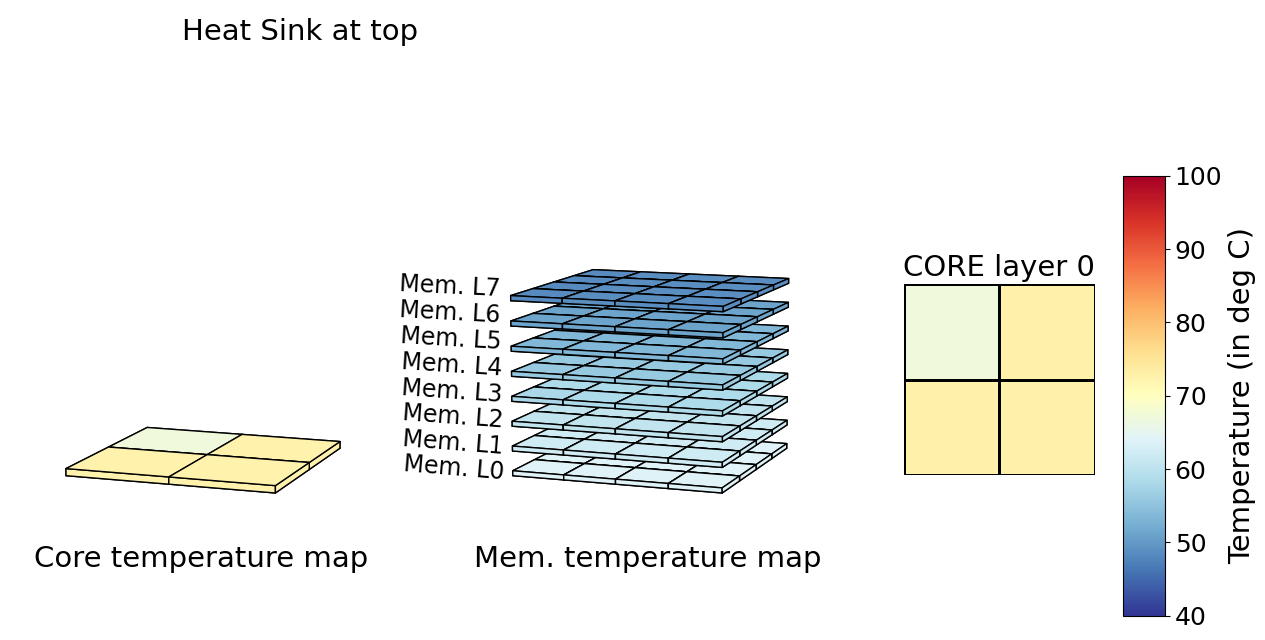 Heat Sink at top
Mem. L7
Mem. L6
Mem. L5
Mem. L4
Mem. L3
Mem. L2
Mem. L1
Mem. L0
Core temperature map
Mem. temperature map
CORE layer 0
100
90
80
70
60
50
40
Temperature (in deg C)